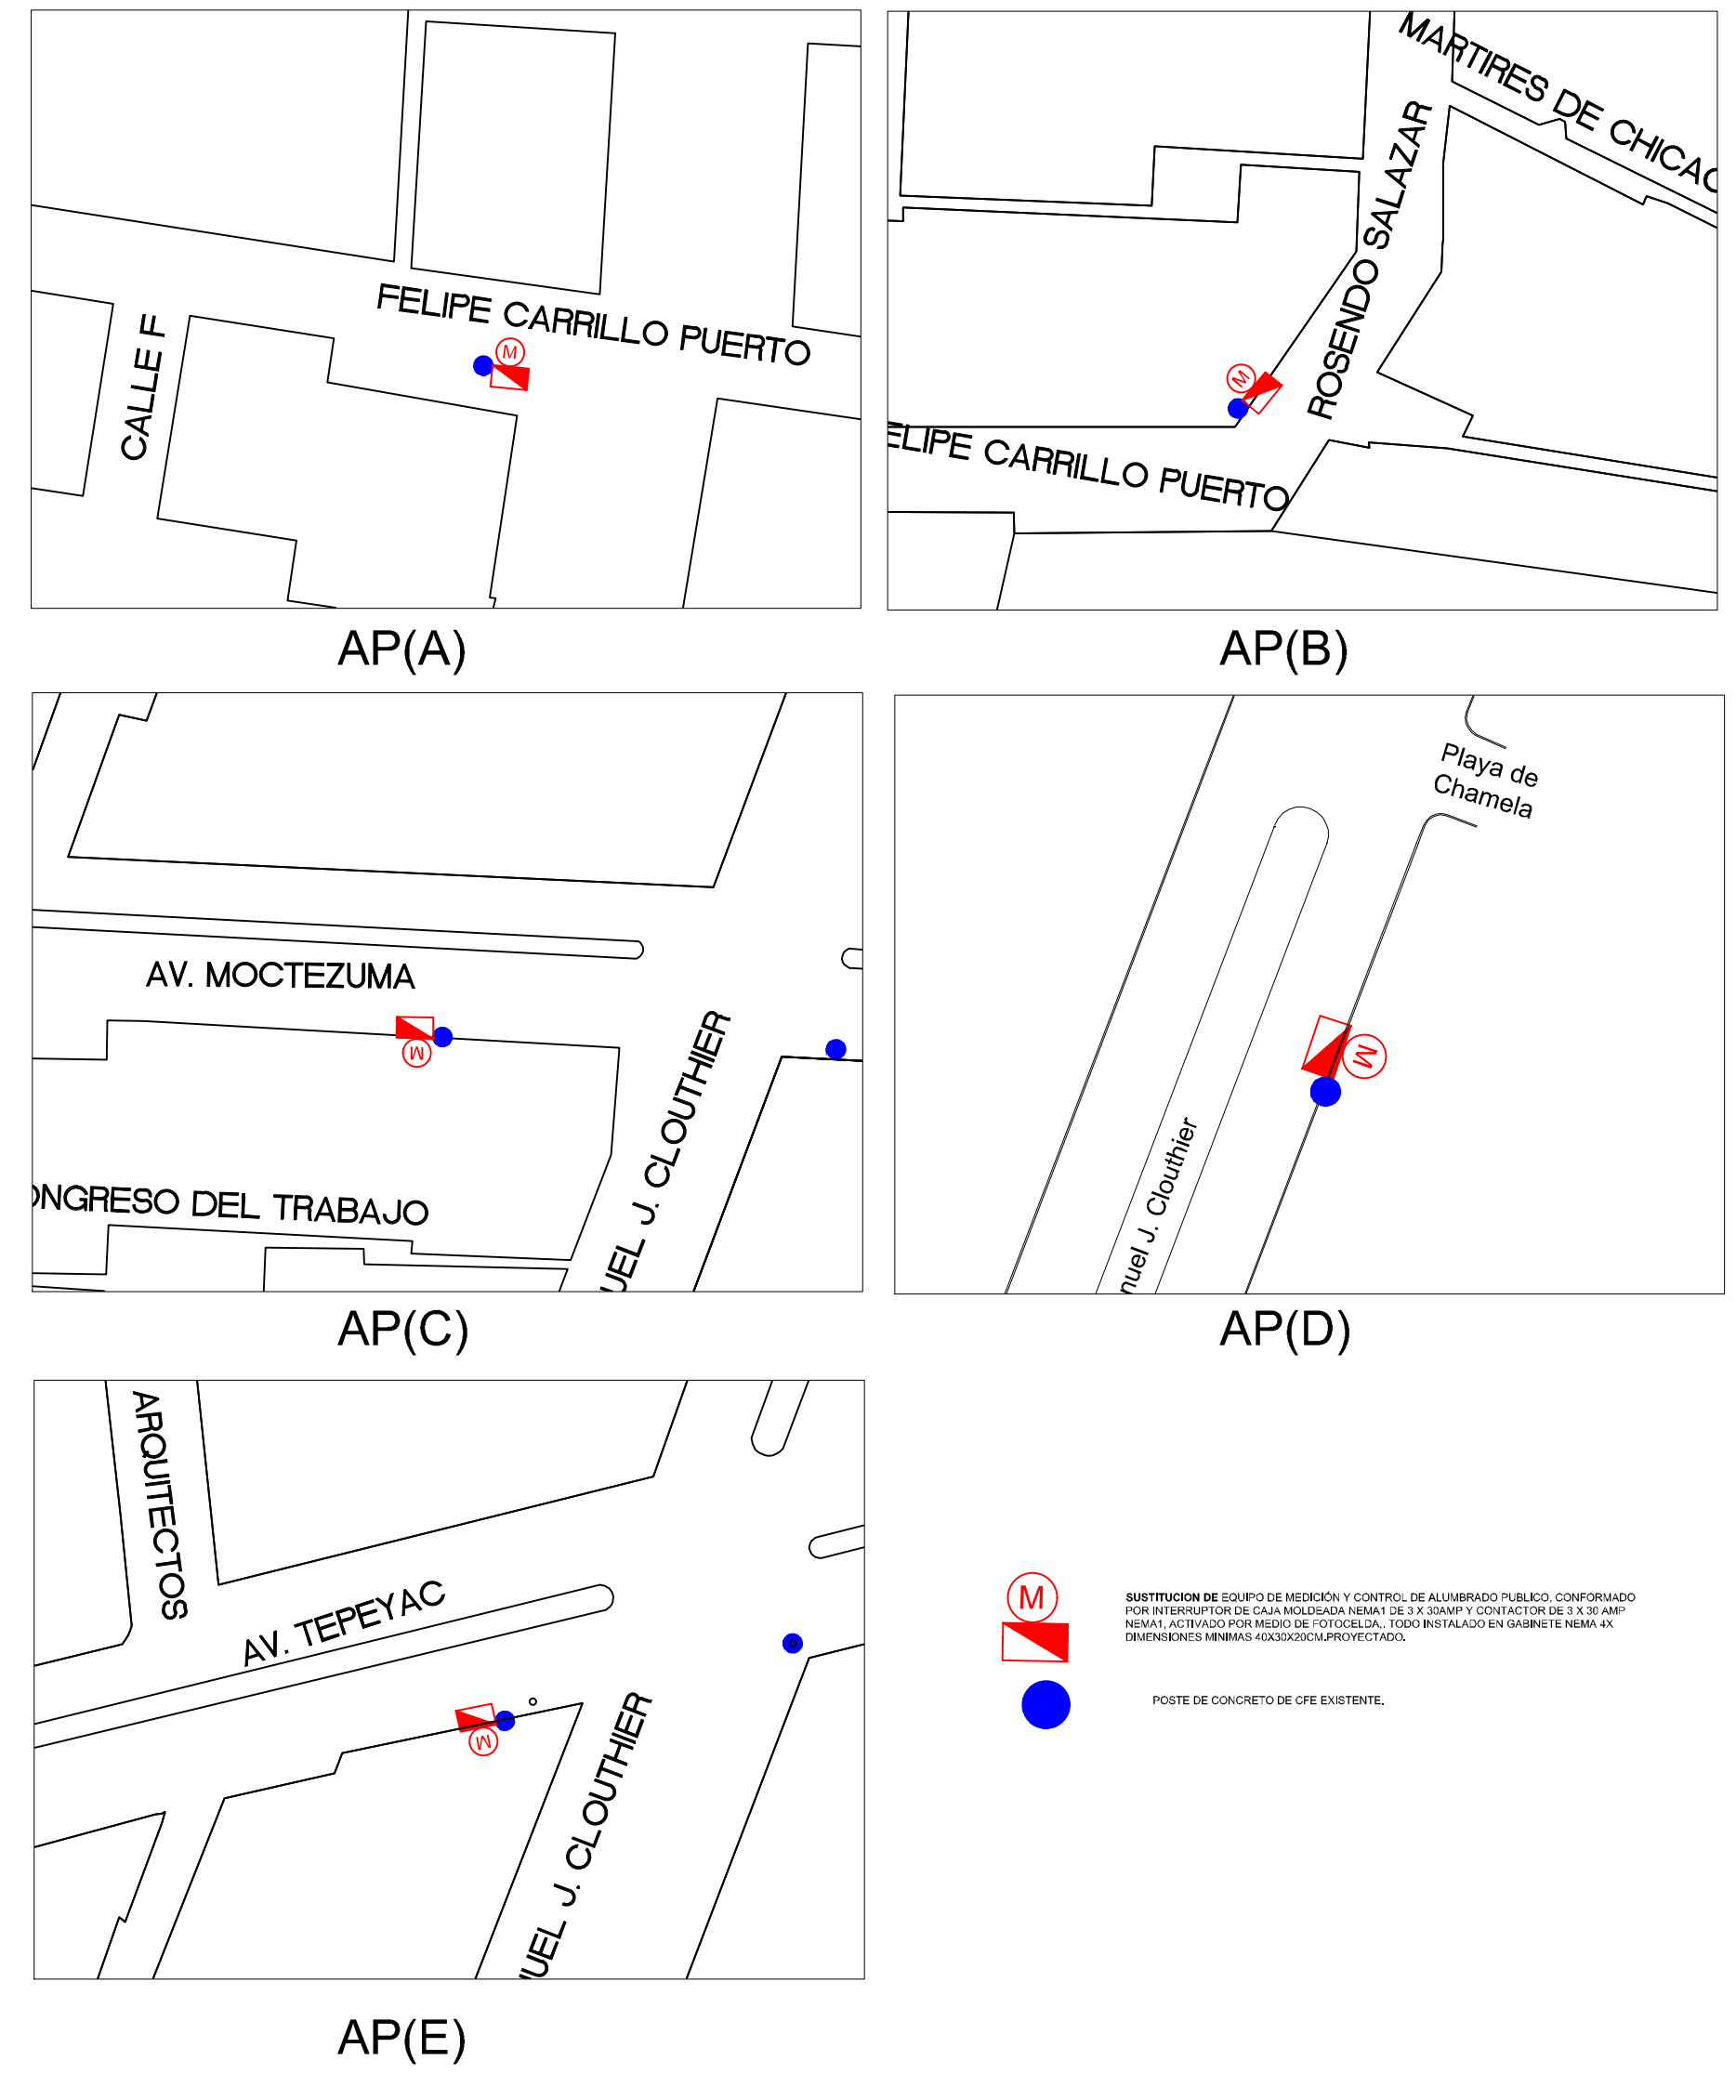 FELIPE CARRILLO PUERTO
CALLE F
M
AP(A)
MARTIRES DE CHICAG
ROSENDO SALAZAR
M
ELIPE CARRILLO PUERTO
AP(B)
AV. MOCTEZUMA
M
UEL J. CLOUTHIER
ONGRESO DEL TRABAJO
AP(C)
Playa de
Chamela
M
nuel J. Clouthier
AP(D)
ARQUITECTOS
AV. TEPEYAC
M
NUEL J. CLOUTHIER
AP(E)
M
SUSTITUCION DE EQUIPO DE MEDICIÓN Y CONTROL DE ALUMBRADO PUBLICO, CONFORMADO
POR INTERRUPTOR DE CAJA MOLDEADA NEMA1 DE 3 X 30AMP Y CONTACTOR DE 3 X 30 AMP
NEMA1, ACTIVADO POR MEDIO DE FOTOCELDA,. TODO INSTALADO EN GABINETE NEMA 4X
DIMENSIONES MINIMAS 40X30X20CM.PROYECTADO.
POSTE DE CONCRETO DE CFE EXISTENTE.